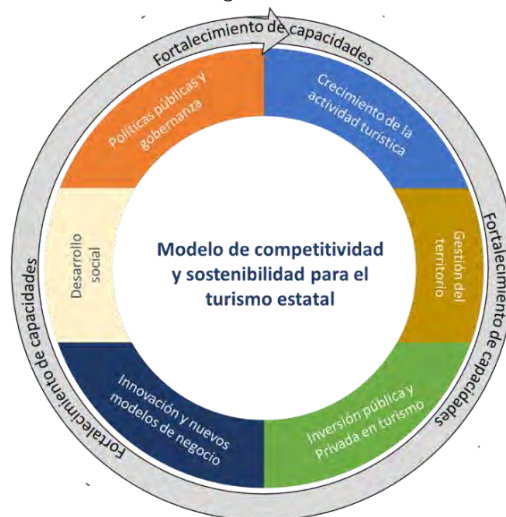 Fortalecimiento de capacidades
Políticas públicas y
gobernanza
Crecimiento de la
actividad turística
Gestión del
territorio
Inversión pública y
Privada en turismo
Innovación y nuevos
modelos de negocio
Desarrollo
social
Modelo de competitividad
y sostenibilidad para el
turismo estatal
Fortalecimiento de capacidades
Fortalecimiento de capacidades